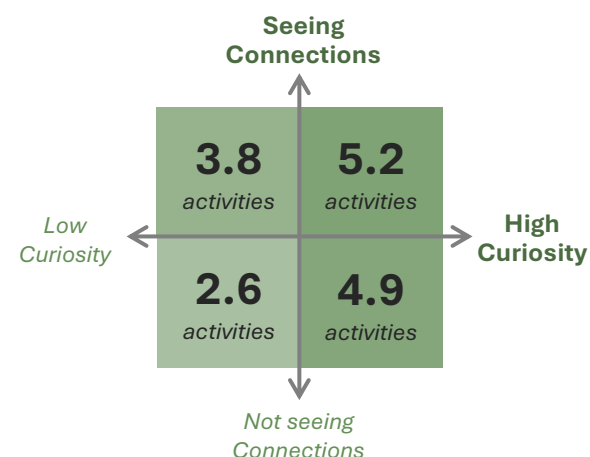 Seeing
Connections
3.8
activities
5.2
activities
Low
Curiosity
High
Curiosity
2.6
activities
4.9
activities
Not seeing
Connections